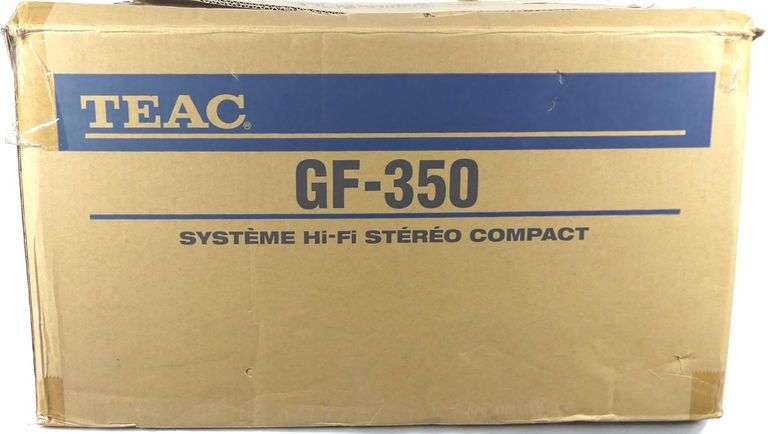 TEAC®
GF-350
SYSTÈME Hi-Fi STÉRÉO COMPACT